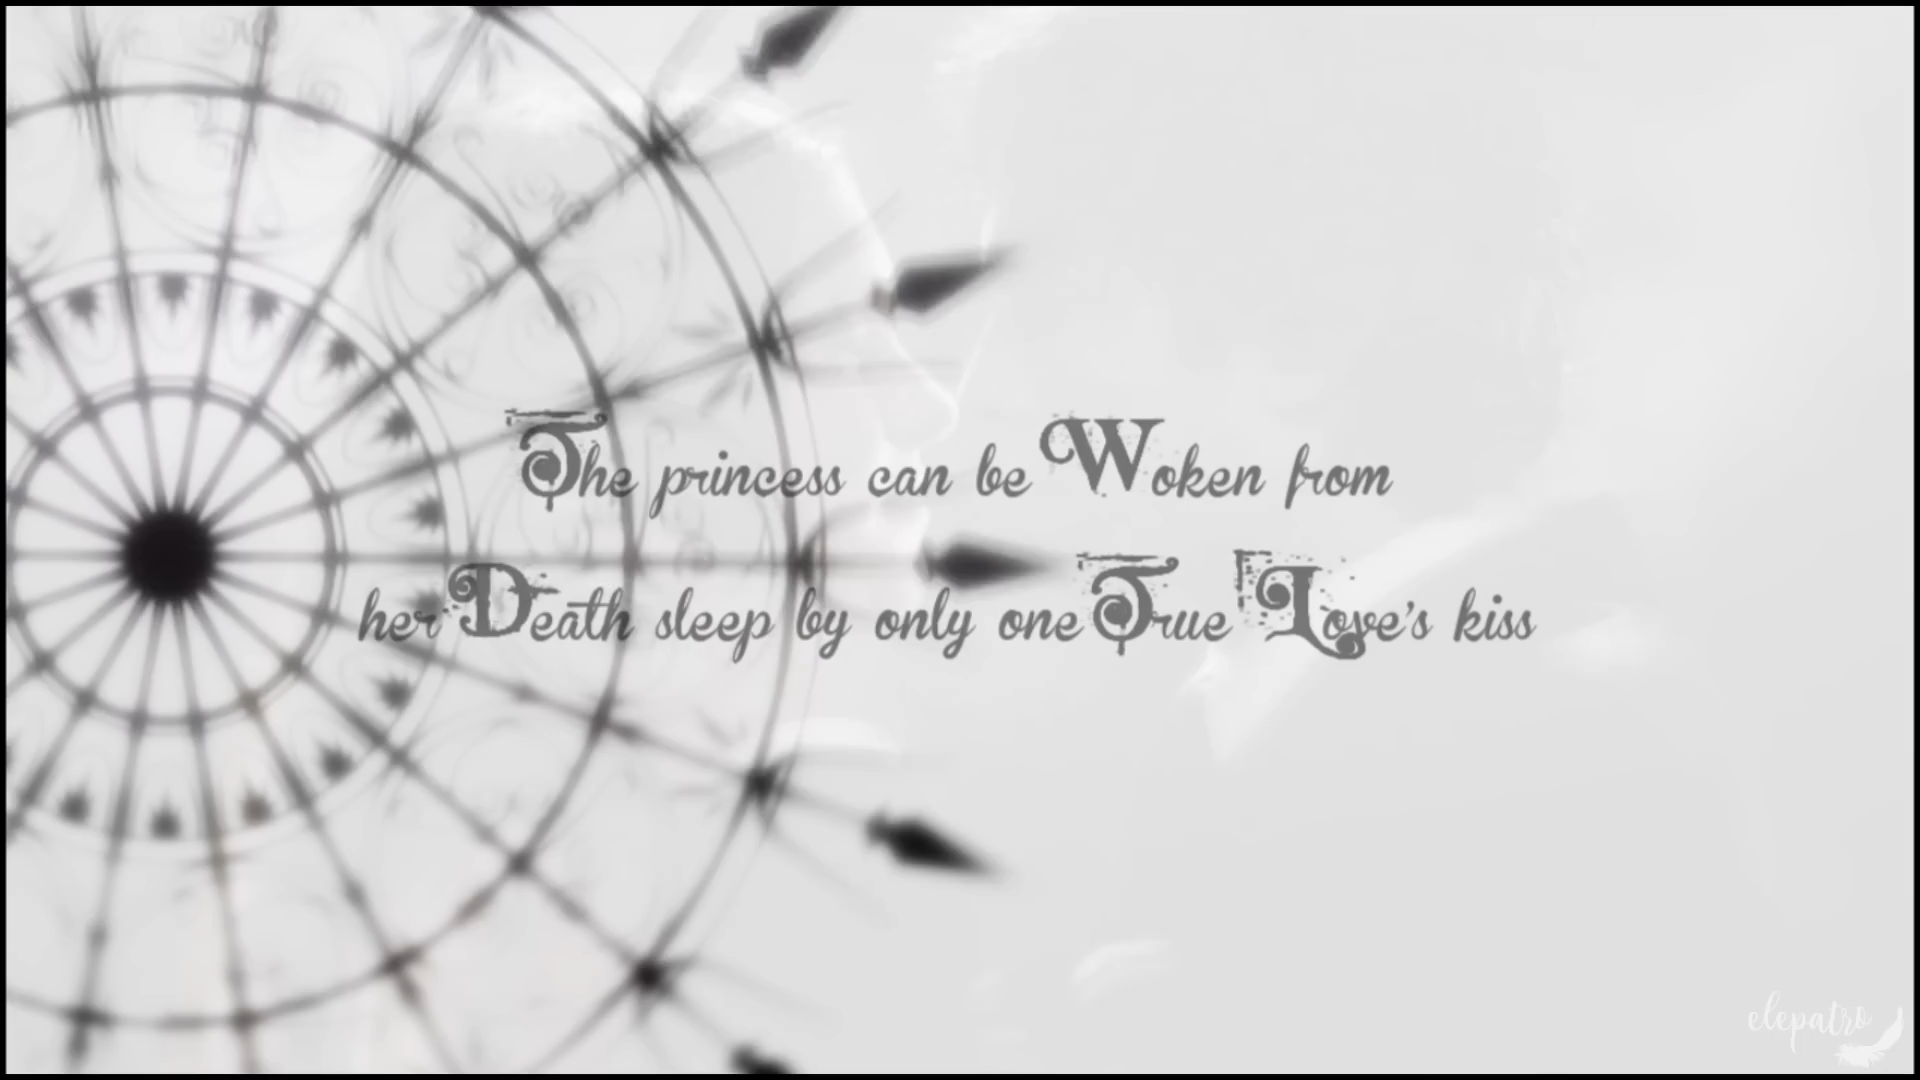 The princess can be Woken from
her Death sleep by only one True Love's kiss
elepatro